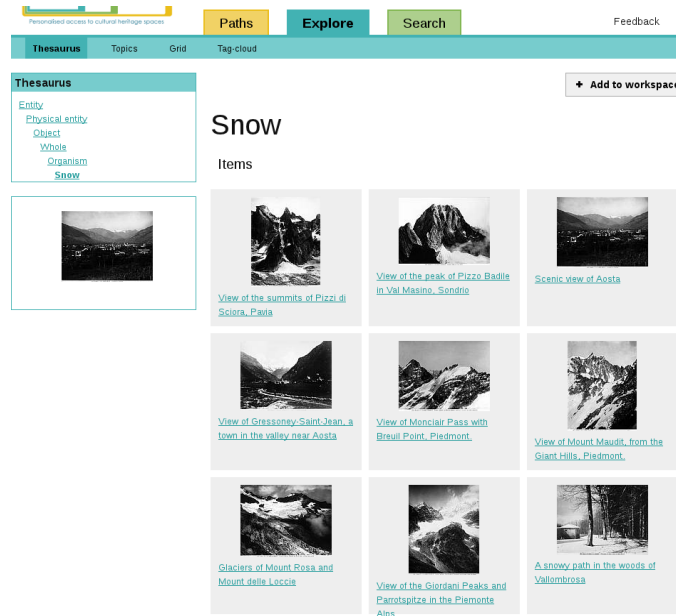 Personalised access to cultural heritage spaces
Paths
Explore
Search
Feedback
Thesaurus
Topics
Grid
Tag-cloud
Thesaurus
Entity
Physical entity
Object
Whole
Organism
Snow
+ Add to workspace
Snow
Items
View of the summits of Pizzi di
Sciora, Pavia
View of the peak of Pizzo Badile
in Val Masino, Sondrio
Scenic view of Aosta
View of Gressoney-Saint-Jean, a
town in the valley near Aosta
View of Monciair Pass with
Breuil Point, Piedmont.
View of Mount Maudit, from the
Giant Hills, Piedmont.
Glaciers of Mount Rosa and
Mount delle Loccie
View of the Giordani Peaks and
Parrotspitze in the Piemonte
Alps
A snowy path in the woods of
Vallombrosa